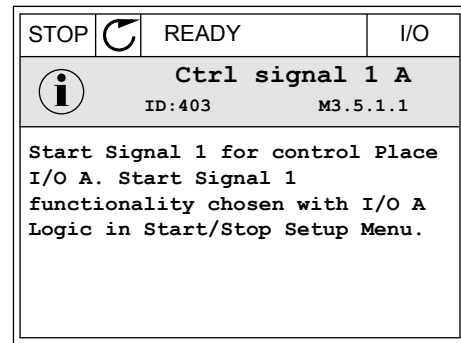 STOP READY I/O
Ctrl signal 1 A
ID:403 M3.5.1.1
Start Signal 1 for control Place
I/O A. Start Signal 1
functionality chosen with I/O A
Logic in Start/Stop Setup Menu.